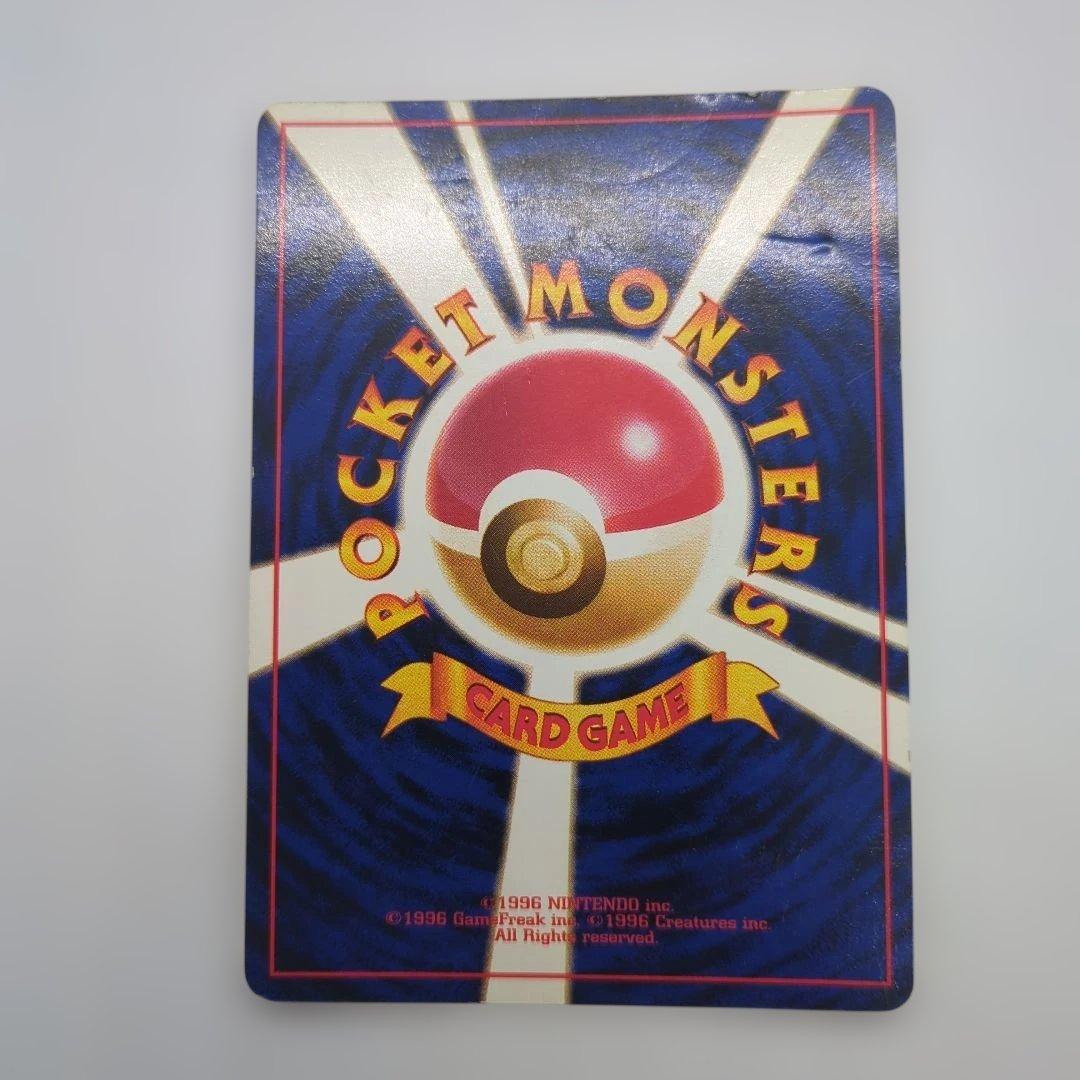 POCKET MONSTERS
CARD GAME
©1996 NINTENDO inc.
©1996 GameFreak inc. ©1996 Creatures inc.
All Rights reserved.